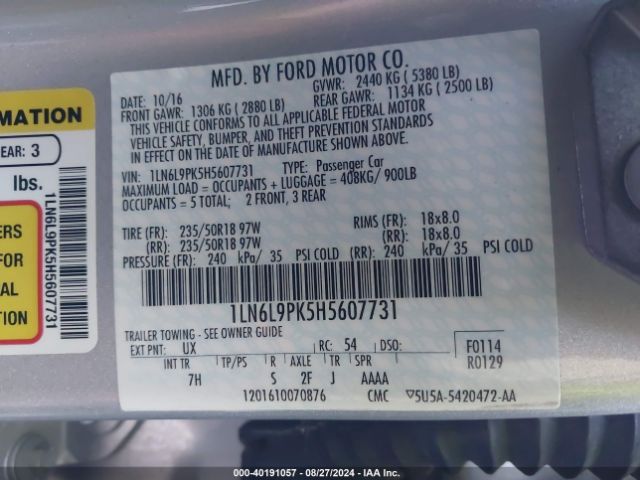 MFD. BY FORD MOTOR CO.
DATE: 10/16
GVWR: 2440 KG ( 5380 LB)
FRONT GAWR: 1306 KG ( 2880 LB)
REAR GAWR: 1134 KG ( 2500 LB)
THIS VEHICLE CONFORMS TO ALL APPLICABLE FEDERAL MOTOR
VEHICLE SAFETY, BUMPER, AND THEFT PREVENTION STANDARDS
IN EFFECT ON THE DATE OF MANUFACTURE SHOWN ABOVE.
VIN: 1LN6L9PK5H5607731
TYPE: Passenger Car
MAXIMUM LOAD = OCCUPANTS + LUGGAGE = 408KG/ 900LB
OCCUPANTS = 5 TOTAL: 2 FRONT, 3 REAR
TIRE (FR): 235/50R18 97W RIMS (FR): 18x8.0
(RR): 235/50R18 97W (RR): 18x8.0
PRESSURE (FR): 240 kPa/ 35 PSI COLD (RR): 240 kPa/ 35 PSI COLD
1LN6L9PK5H5607731
TRAILER TOWING - SEE OWNER GUIDE
EXT PNT: UX RC: 54 DSO:
F0114
R0129
INT TR TP/PS R AXLE TR SPR
7H S 2F J AAAA
1201610070876 CMC ▽5U5A-5420472-AA
RMATION
EAR: 3
lbs.
ERS
FOR
AL
TION
1LN6L9PK5H5607731
000-40191057 - 08/27/2024 - IAA Inc.